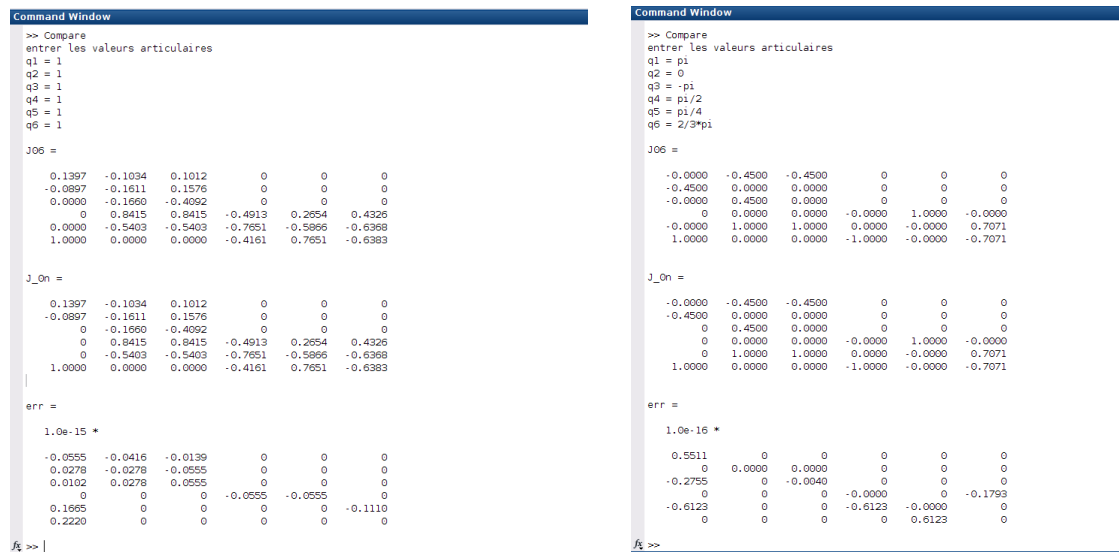 Command Window
>> Compare
entrer les valeurs articulaires
q1 = 1
q2 = 1
q3 = 1
q4 = 1
q5 = 1
q6 = 1
J06 =
0.1397 -0.1034 0.1012 0 0 0
-0.0897 -0.1611 0.1576 0 0 0
0.0000 -0.1660 -0.4092 0 0 0
0 0.8415 0.8415 -0.4913 0.2654 0.4326
0.0000 -0.5403 -0.5403 -0.7651 -0.5866 -0.6368
1.0000 0.0000 0.0000 -0.4161 0.7651 -0.6383
J_0n =
0.1397 -0.1034 0.1012 0 0 0
-0.0897 -0.1611 0.1576 0 0 0
0 -0.1660 -0.4092 0 0 0
0 0.8415 0.8415 -0.4913 0.2654 0.4326
0 -0.5403 -0.5403 -0.7651 -0.5866 -0.6368
1.0000 0.0000 0.0000 -0.4161 0.7651 -0.6383
err =
1.0e-15 *
-0.0555 -0.0416 -0.0139 0 0 0
0.0278 -0.0278 -0.0555 0 0 0
0.0102 0.0278 0.0555 0 0 0
0 0 0 -0.0555 -0.0555 0
0.1665 0 0 0 0 -0.1110
0.2220 0 0 0 0 0
fx >>
Command Window
>> Compare
entrer les valeurs articulaires
q1 = pi
q2 = 0
q3 = -pi
q4 = pi/2
q5 = pi/4
q6 = 2/3*pi
J06 =
-0.0000 -0.4500 -0.4500 0 0 0
-0.4500 0.0000 0.0000 0 0 0
-0.0000 0.4500 0.0000 0 0 0
0 0.0000 0.0000 -0.0000 1.0000 -0.0000
-0.0000 1.0000 1.0000 0.0000 -0.0000 0.7071
1.0000 0.0000 0.0000 -1.0000 -0.0000 -0.7071
J_0n =
-0.0000 -0.4500 -0.4500 0 0 0
-0.4500 0.0000 0.0000 0 0 0
0 0.4500 0.0000 0 0 0
0 0.0000 0.0000 -0.0000 1.0000 -0.0000
0 1.0000 1.0000 0.0000 -0.0000 0.7071
1.0000 0.0000 0.0000 -1.0000 -0.0000 -0.7071
err =
1.0e-16 *
0.5511 0 0 0 0 0
0 0.0000 0.0000 0 0 0
-0.2755 0 -0.0040 0 0 0
0 0 0 -0.0000 0 -0.1793
-0.6123 0 0 -0.6123 -0.0000 0
0 0 0 0 0.6123 0
fx >>